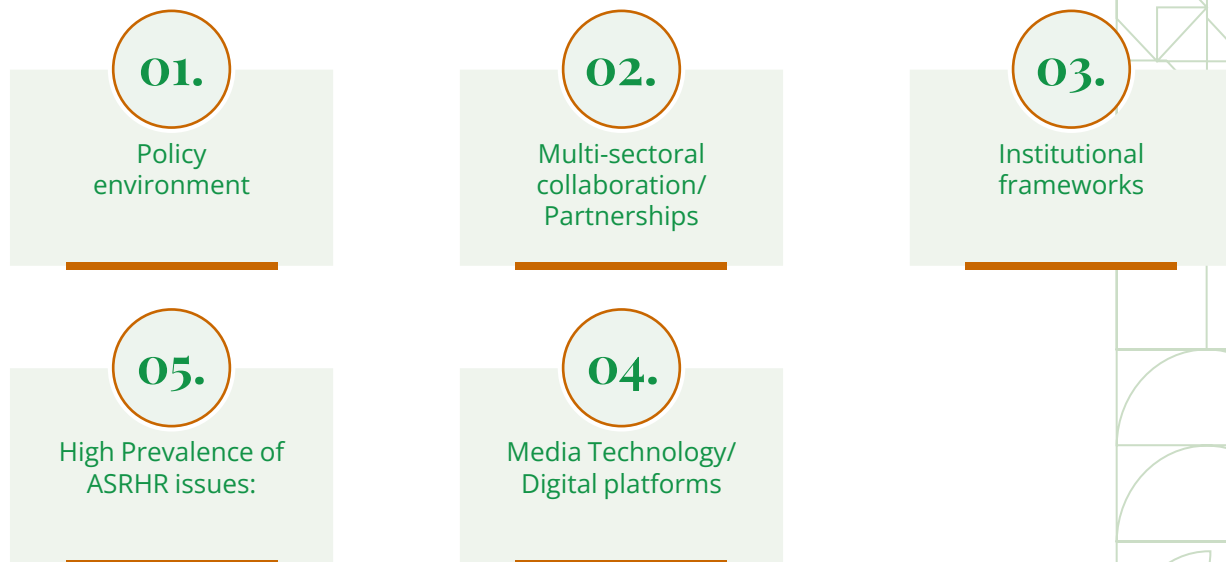 01.
Policy
environment
02.
Multi-sectoral
collaboration/
Partnerships
03.
Institutional
frameworks
05.
High Prevalence of
ASRHR issues:
04.
Media Technology/
Digital platforms